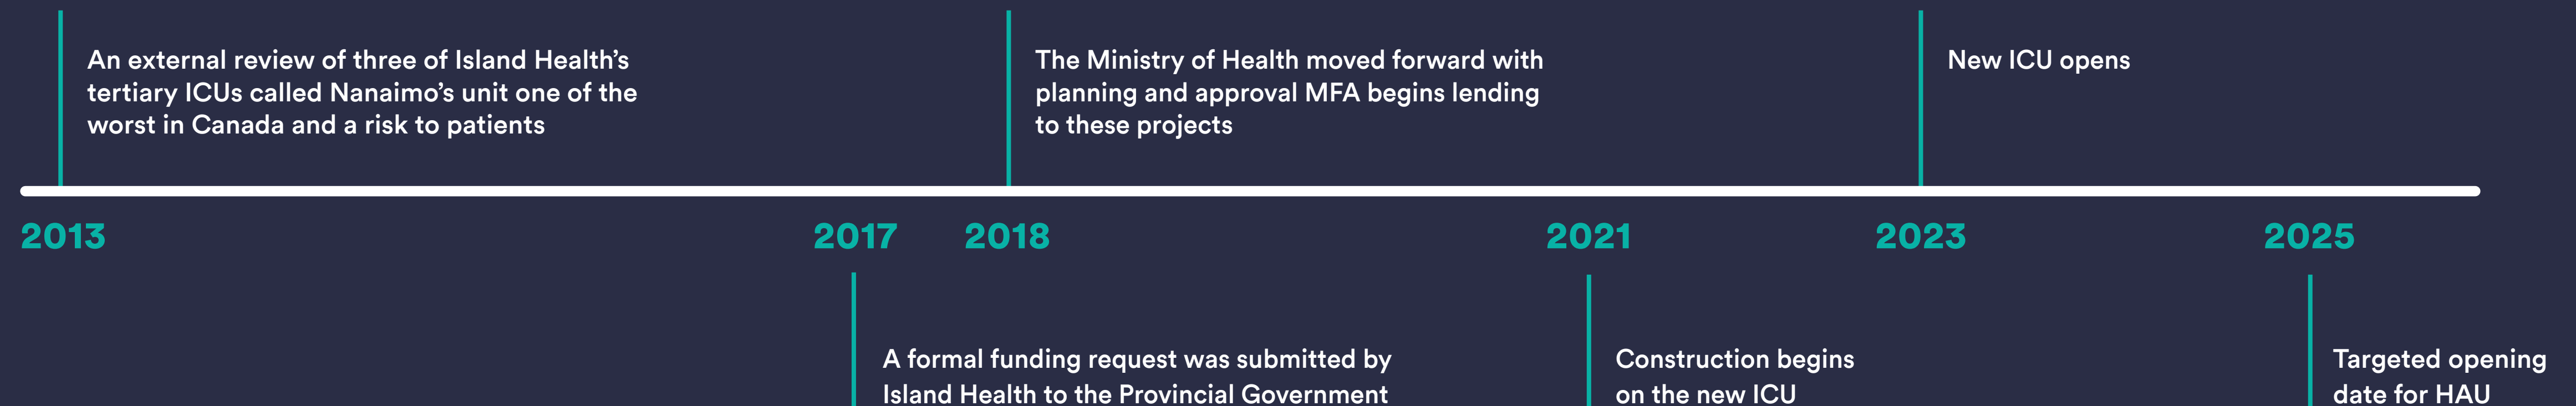 An external review of three of Island Health's
tertiary ICUs called Nanaimo's unit one of the
worst in Canada and a risk to patients
The Ministry of Health moved forward with
planning and approval MFA begins lending
to these projects
New ICU opens
2013
2017
2018
2021
2023
2025
A formal funding request was submitted by
Island Health to the Provincial Government
Construction begins
on the new ICU
Targeted opening
date for HAU